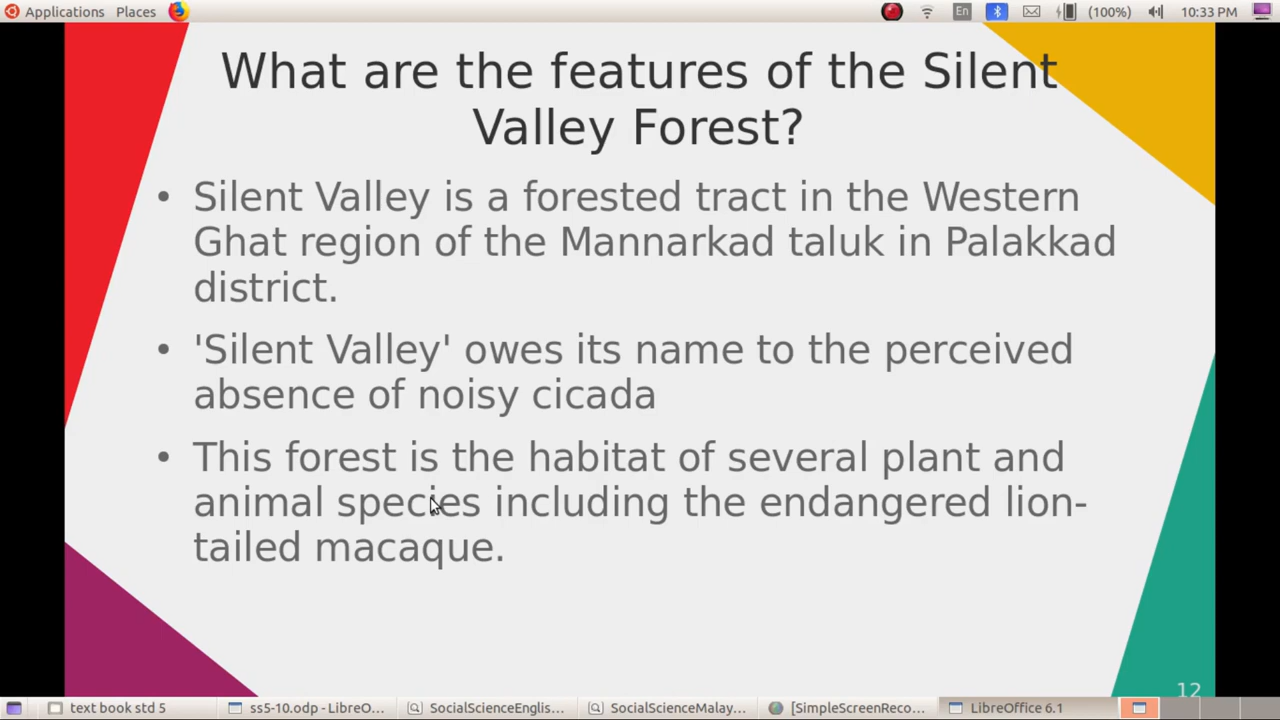 Applications Places En (100%) 10:33 PM
What are the features of the Silent
Valley Forest?
• Silent Valley is a forested tract in the Western
Ghat region of the Mannarkad taluk in Palakkad
district.
• 'Silent Valley' owes its name to the perceived
absence of noisy cicada
• This forest is the habitat of several plant and
animal species including the endangered lion-
tailed macaque.
12
text book std 5 ss5-10.odp - LibreO... SocialScienceEnglis... SocialScienceMalay... [SimpleScreenReco... LibreOffice 6.1